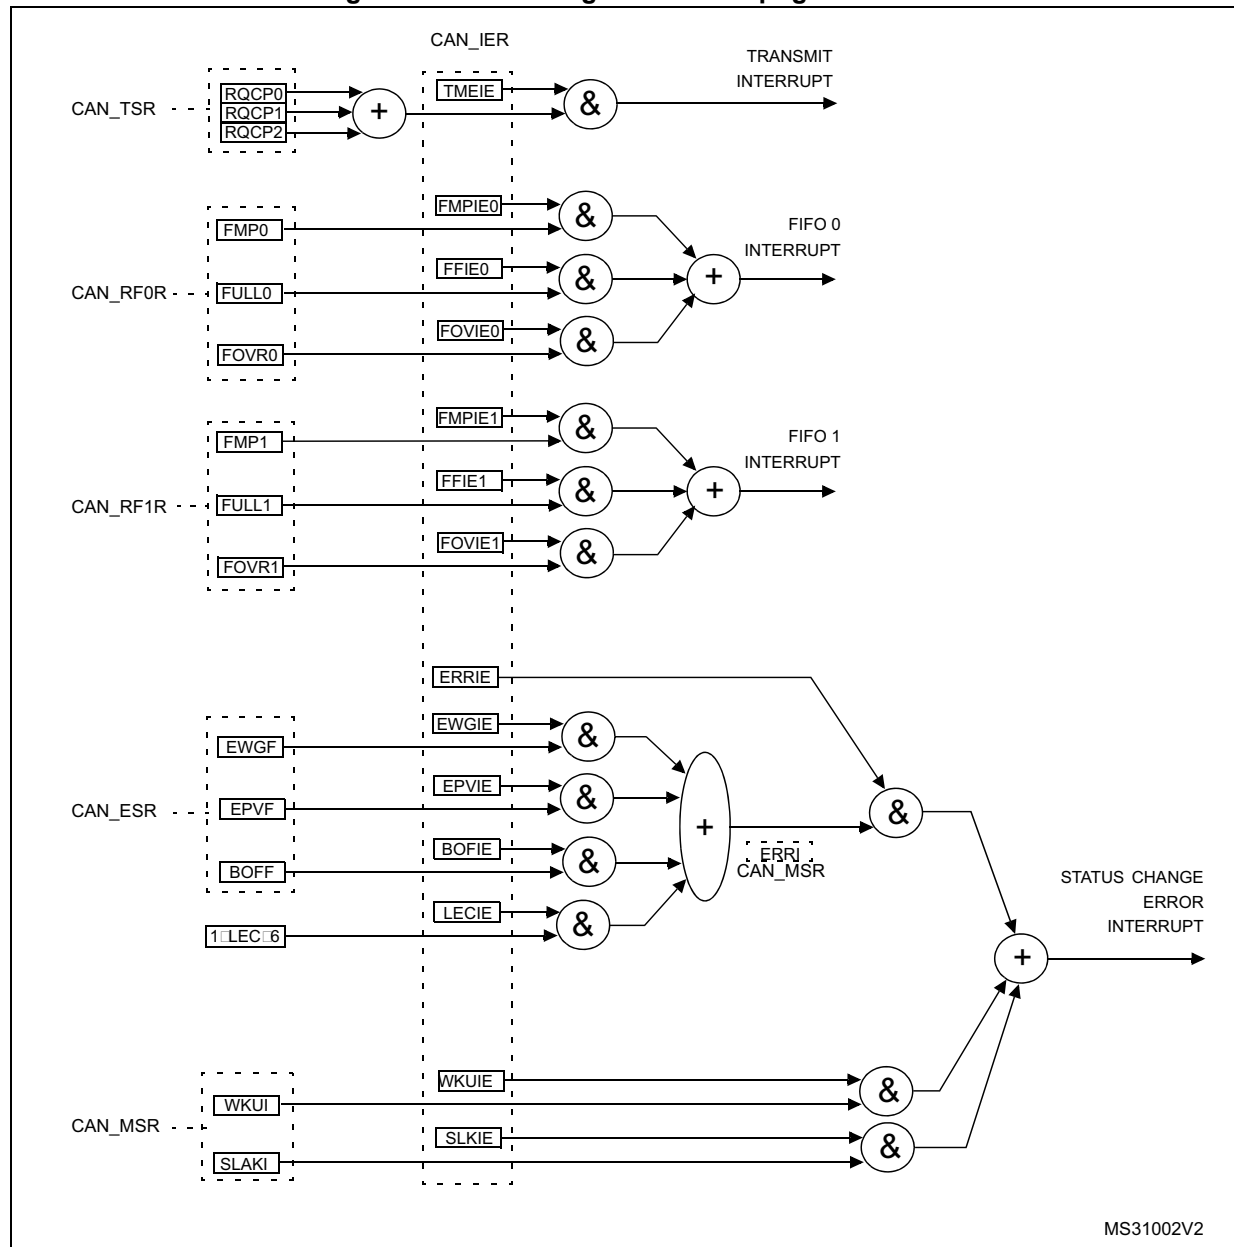 CAN_IER
TRANSMIT
INTERRUPT
CAN_TSR
RQCP0
RQCP1
RQCP2
+
TMEIE
&
FMPIE0
&
FMP0
FIFO 0
INTERRUPT
FFIE0
&
+
CAN_RF0R
FULL0
FOVIE0
&
FOVR0
FMPIE1
&
FMP1
FIFO 1
INTERRUPT
FFIE1
&
+
CAN_RF1R
FULL1
FOVIE1
&
FOVR1
ERRIE
EWGIE
&
EWGF
EPVIE
&
CAN_ESR
EPVF
+
&
BOFIE
&
BOFF
ERRI
CAN_MSR
LECIE
&
1□LEC□6
STATUS CHANGE
ERROR
INTERRUPT
+
WKUIE
&
WKUI
CAN_MSR
SLKIE
&
SLAKI
MS31002V2